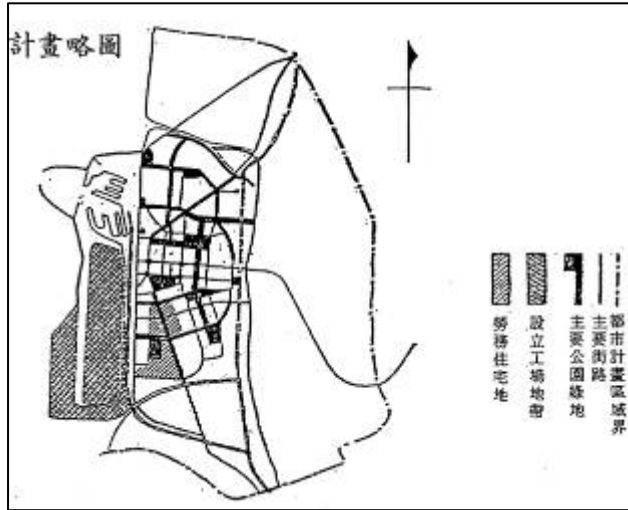 計畫略圖
都市計畫區域界
主要街路
主要公園綠地
設立工場地帶
勞務住宅地